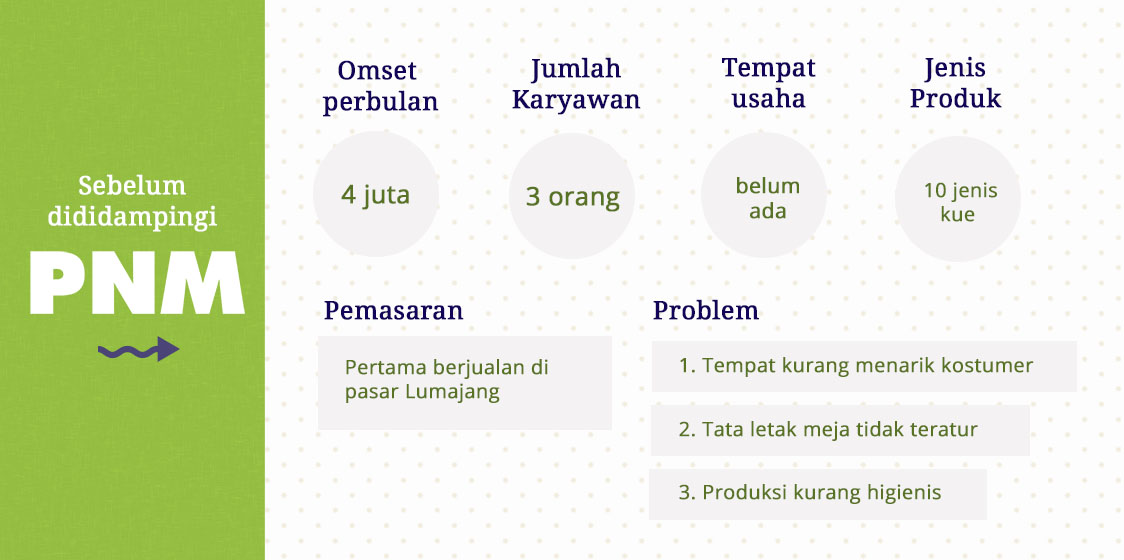 Sebelum
dididampingi
PNM
Omset
perbulan
4 juta
Jumlah
Karyawan
3 orang
Tempat
usaha
belum
ada
Jenis
Produk
10 jenis
kue
Pemasaran
Pertama berjualan di
pasar Lumajang
Problem
1. Tempat kurang menarik kostumer
2. Tata letak meja tidak teratur
3. Produksi kurang higienis